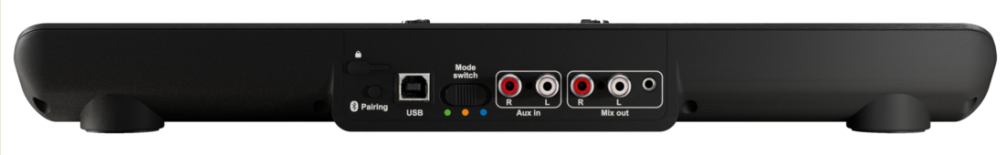 Mode
switch
Pairing
USB
R
L
Aux in
R
L
Mix out